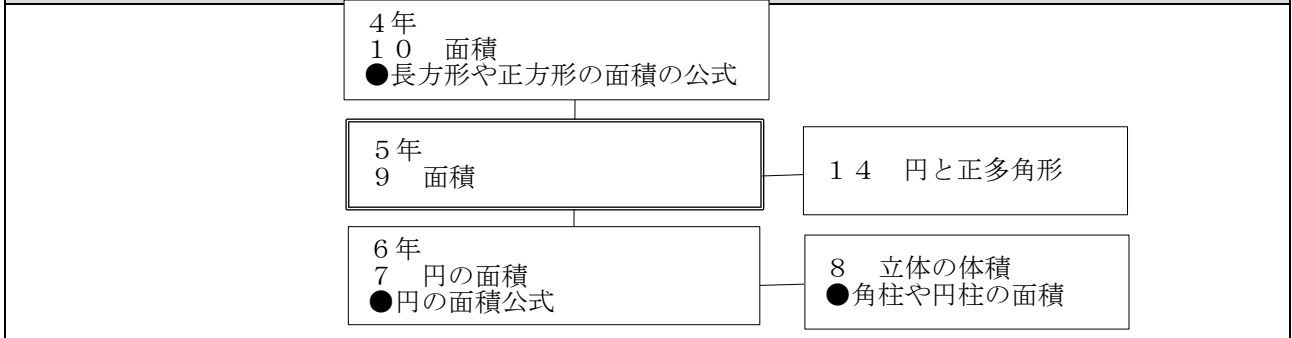 ４年
１０　面積
●長方形や正方形の面積の公式
５年
９　面積
１４　円と正多角形
６年
７　円の面積
●円の面積公式
８　立体の体積
●角柱や円柱の面積